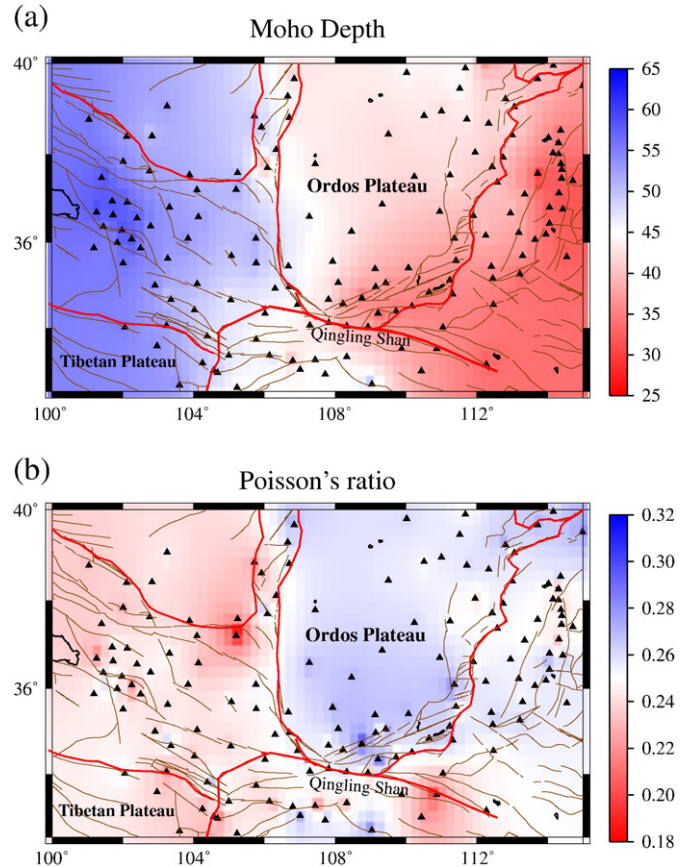 (a)
Moho Depth
40°
36°
Ordos Plateau
Qingling Shan
Tibetan Plateau
100°
104°
108°
112°
65
60
55
50
45
40
35
30
25
(b)
Poisson's ratio
40°
36°
Ordos Plateau
Qingling Shan
Tibetan Plateau
100°
104°
108°
112°
0.32
0.30
0.28
0.26
0.24
0.22
0.20
0.18